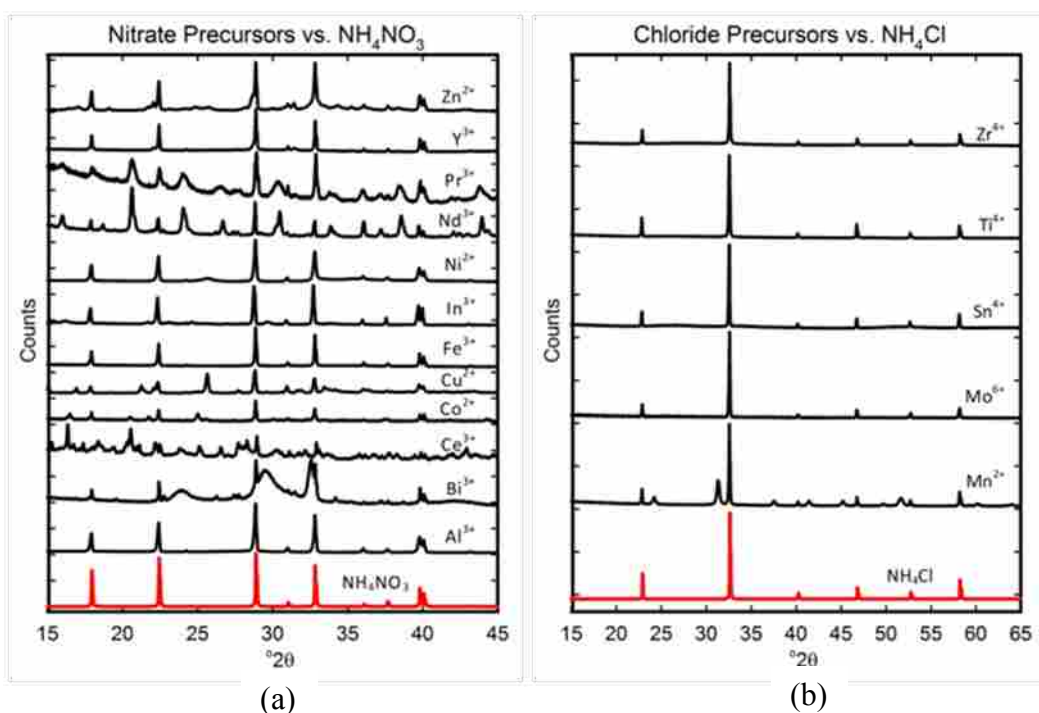 Nitrate Precursors vs. NH₄NO₃
Counts
Zn²⁺
Y³⁺
Pr³⁺
Nd³⁺
Ni²⁺
In³⁺
Fe³⁺
Cu²⁺
Co²⁺
Ce³⁺
Bi³⁺
Al³⁺
NH₄NO₃
15 20 25 30 35 40 45
°2θ
(a)
Chloride Precursors vs. NH₄Cl
Counts
Zr⁴⁺
Ti⁴⁺
Sn⁴⁺
Mo⁶⁺
Mn²⁺
NH₄Cl
15 20 25 30 35 40 45 50 55 60 65
°2θ
(b)